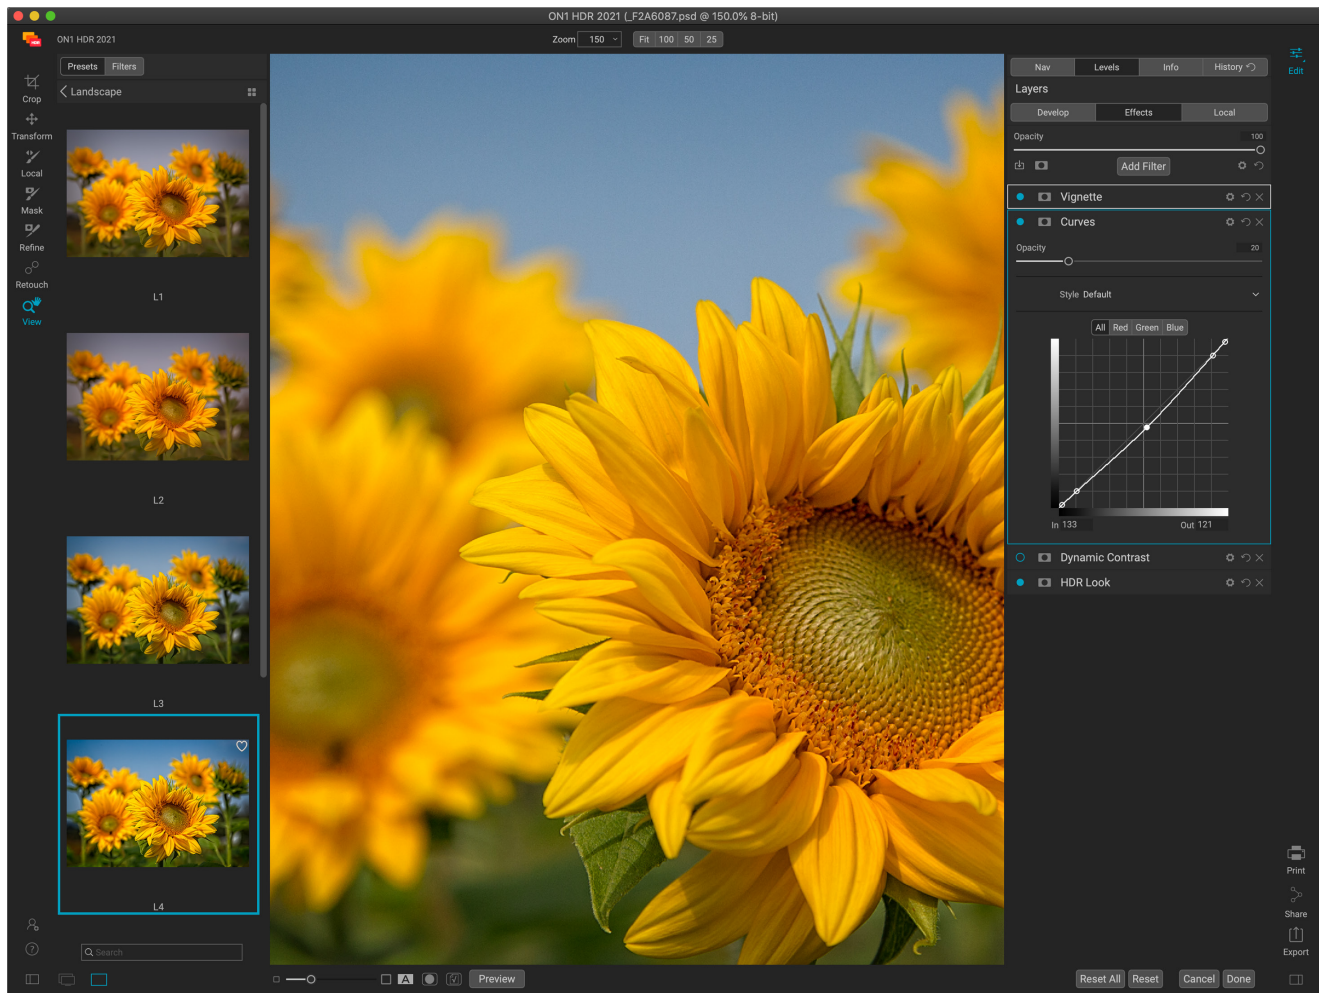 ON1 HDR 2021 (_F2A6087.psd @ 150.0% 8-bit)
HDR
ON1 HDR 2021
Zoom 150 Fit 100 50 25
Presets Filters
Landscape
Crop
Transform
Local
Mask
Refine
Retouch
View
L1
L2
L3
L4
Search
A
Preview
Nav Levels Info History
Layers
Develop Effects Local
Opacity 100
Add Filter
Vignette
Curves
Opacity 20
Style Default
All Red Green Blue
In 133 Out 121
Dynamic Contrast
HDR Look
Edit
Print
Share
Export
Reset All Reset Cancel Done